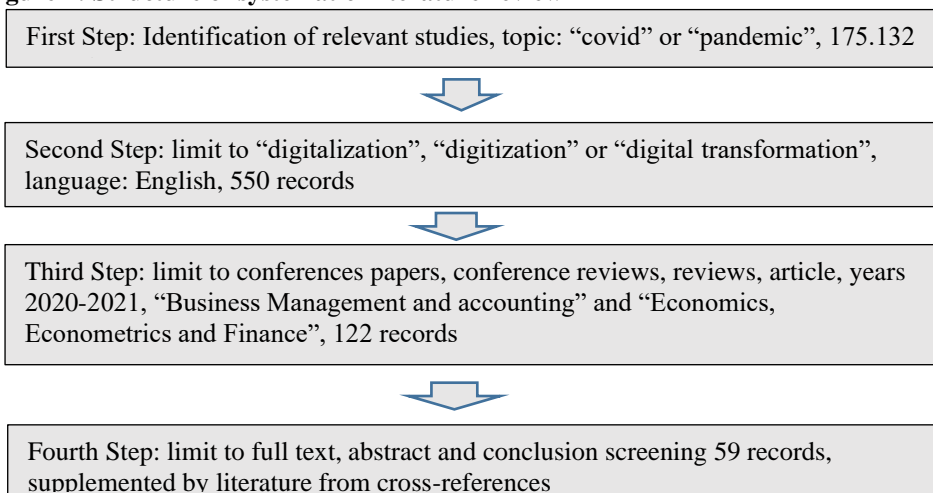 First Step: Identification of relevant studies, topic: “covid” or “pandemic”, 175.132
Second Step: limit to “digitalization”, “digitization” or “digital transformation”,
language: English, 550 records
Third Step: limit to conferences papers, conference reviews, reviews, article, years
2020-2021, “Business Management and accounting” and “Economics,
Econometrics and Finance”, 122 records
Fourth Step: limit to full text, abstract and conclusion screening 59 records,
supplemented by literature from cross-references